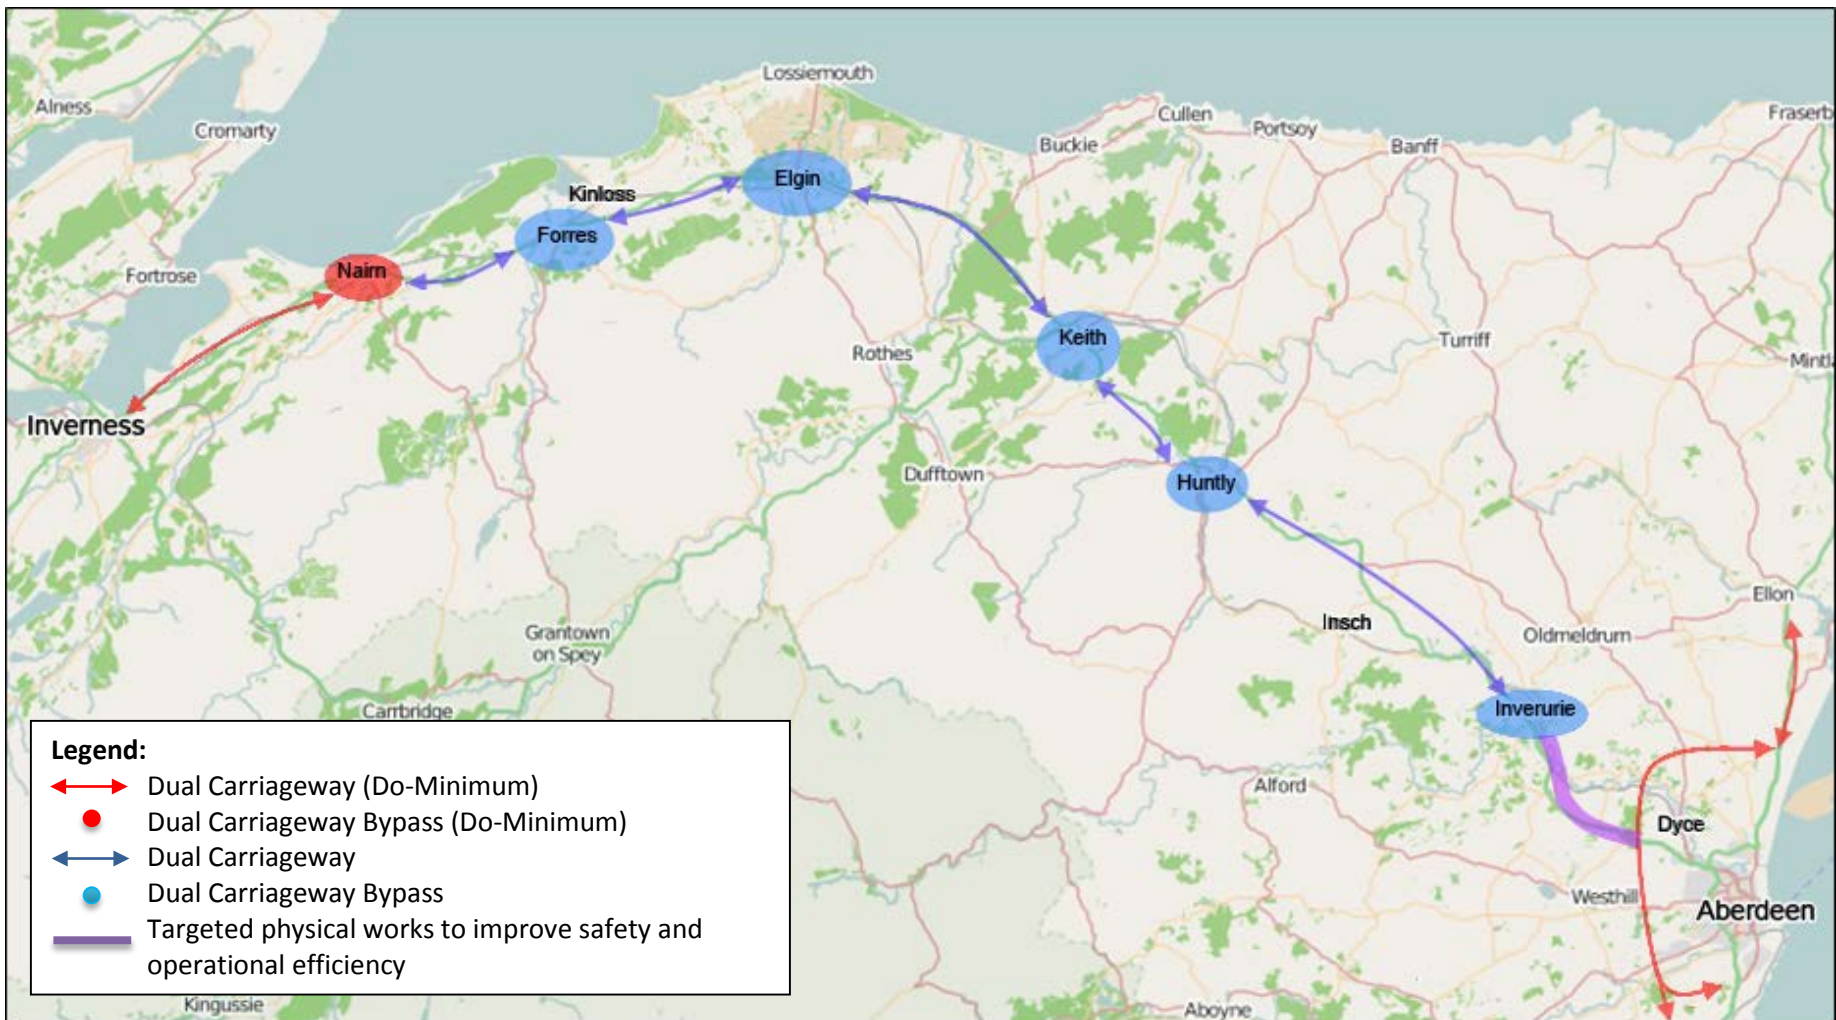 Lossiemouth
Alness
Cromarty
Cullen
Fraserb
Portsoy
Buckie
Banff
Elgin
Kinloss
Forres
Nairn
Fortrose
Keith
Turriff
Rothes
Mintla
Inverness
Dufftown
Huntly
Ellon
Insch
Oldmeldrum
Grantown
on Spey
Carrbridge
Inverurie
Alford
Dyce
Westhill
Aberdeen
Aboyne
Kingussie
Legend:
Dual Carriageway (Do-Minimum)
Dual Carriageway Bypass (Do-Minimum)
Dual Carriageway
Dual Carriageway Bypass
Targeted physical works to improve safety and
operational efficiency